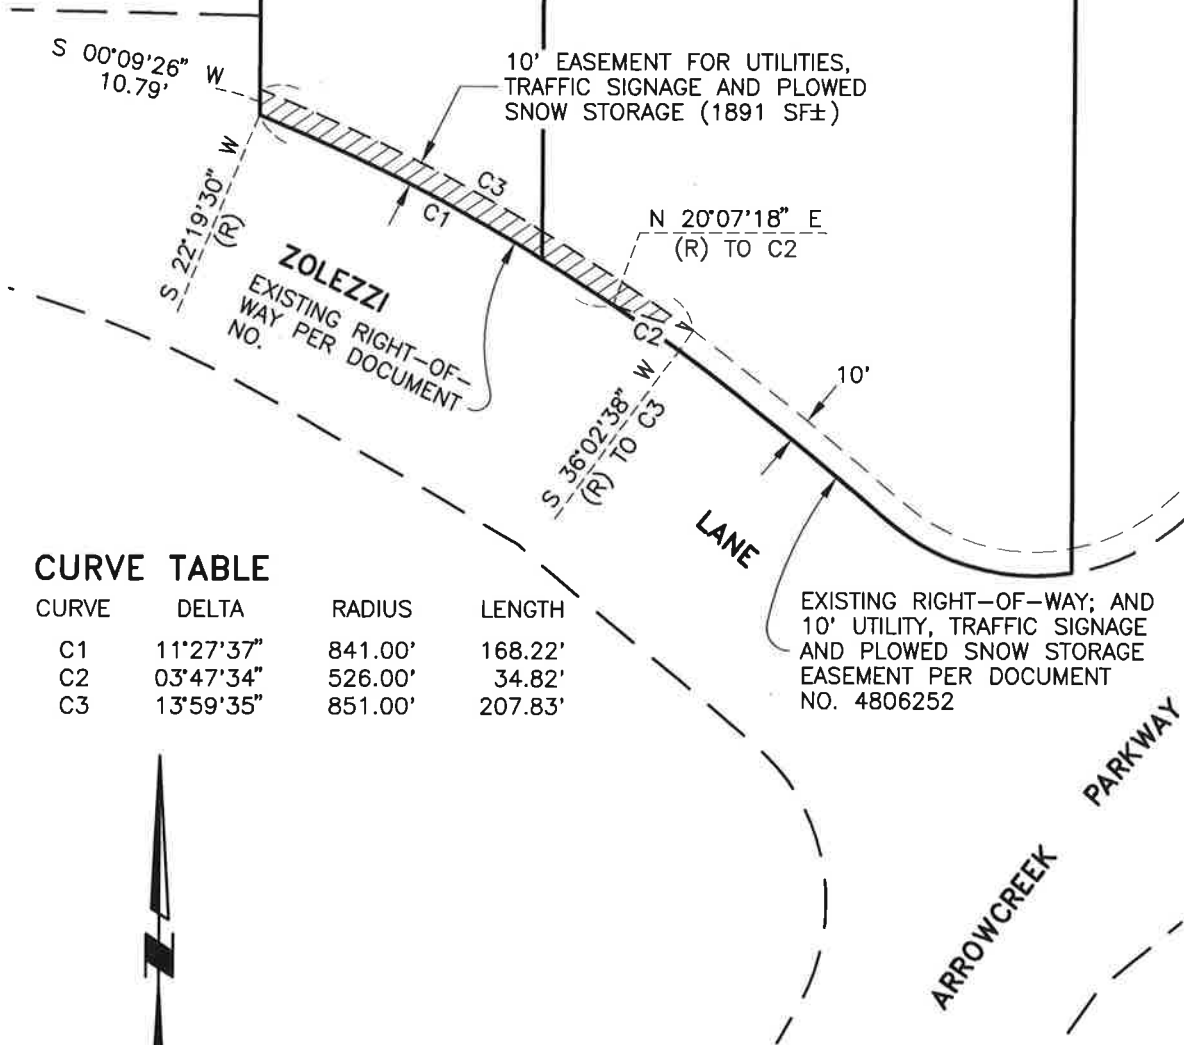 S 00°09'26" W
10.79'
10' EASEMENT FOR UTILITIES,
TRAFFIC SIGNAGE AND PLOWED
SNOW STORAGE (1891 SF±)
C3
C1
S 22°19'30" W
(R)
N 20°07'18" E
(R) TO C2
ZOLEZZI
EXISTING RIGHT-OF-
WAY PER DOCUMENT
NO.
C2
10'
S 36°02'38" W
(R) TO C3
LANE
CURVE TABLE
CURVE DELTA RADIUS LENGTH
C1 11°27'37" 841.00' 168.22'
C2 03°47'34" 526.00' 34.82'
C3 13°59'35" 851.00' 207.83'
EXISTING RIGHT-OF-WAY; AND
10' UTILITY, TRAFFIC SIGNAGE
AND PLOWED SNOW STORAGE
EASEMENT PER DOCUMENT
NO. 4806252
ARROWCREEK PARKWAY
N